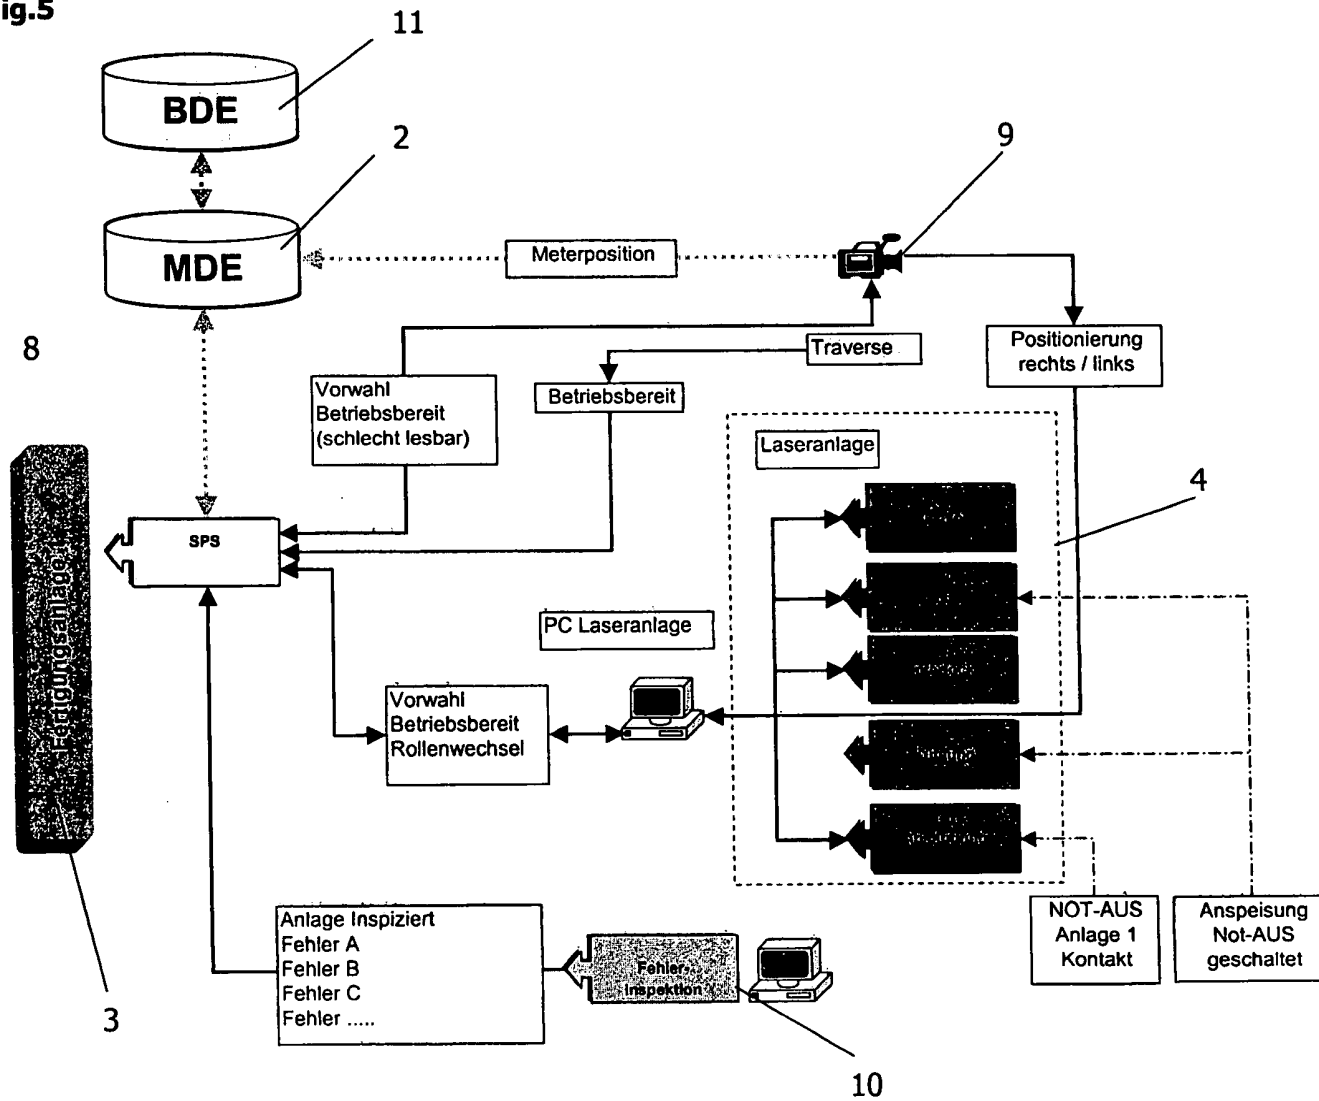 ig.5
11
BDE
2
9
MDE
Meterposition
8
Positionierung
rechts / links
Traverse
Vorwahl
Betriebsbereit
(schlecht lesbar)
Betriebsbereit
Laseranlage
4
SPS
Fertigungsanlage 1
PC Laseranlage
Vorwahl
Betriebsbereit
Rollenwechsel
NOT-AUS
Anlage 1
Kontakt
Anspeisung
Not-AUS
geschaltet
Anlage Inspiziert
Fehler A
Fehler B
Fehler C
Fehler .....
Fehler-
Inspektion
3
10